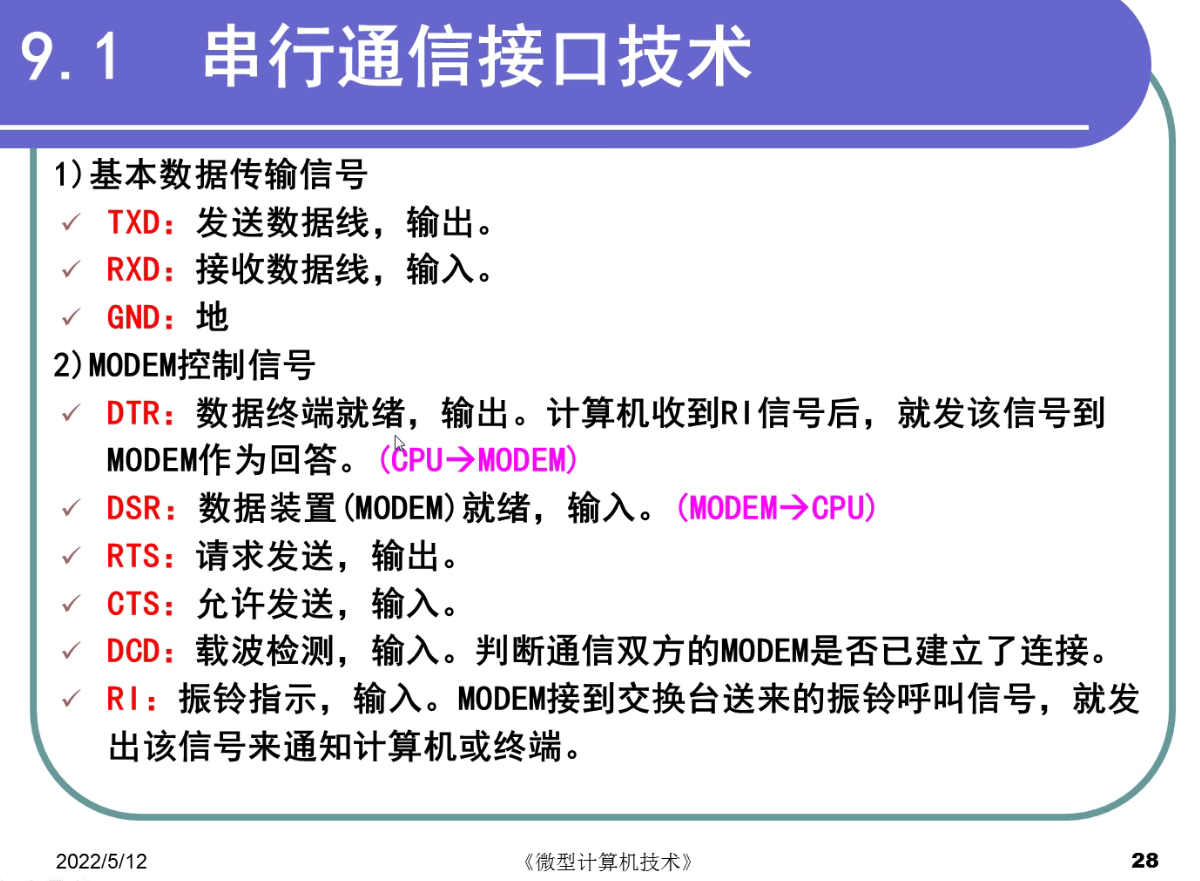 9.1 串行通信接口技术
1)基本数据传输信号
✓ TXD：发送数据线，输出。
✓ RXD：接收数据线，输入。
✓ GND：地
2)MODEM控制信号
✓ DTR：数据终端就绪，输出。计算机收到RI信号后，就发该信号到
MODEM作为回答。(CPU→MODEM)
✓ DSR：数据装置(MODEM)就绪，输入。(MODEM→CPU)
✓ RTS：请求发送，输出。
✓ CTS：允许发送，输入。
✓ DCD：载波检测，输入。判断通信双方的MODEM是否已建立了连接。
✓ RI：振铃指示，输入。MODEM接到交换台送来的振铃呼叫信号，就发
出该信号来通知计算机或终端。
2022/5/12 《微型计算机技术》 28